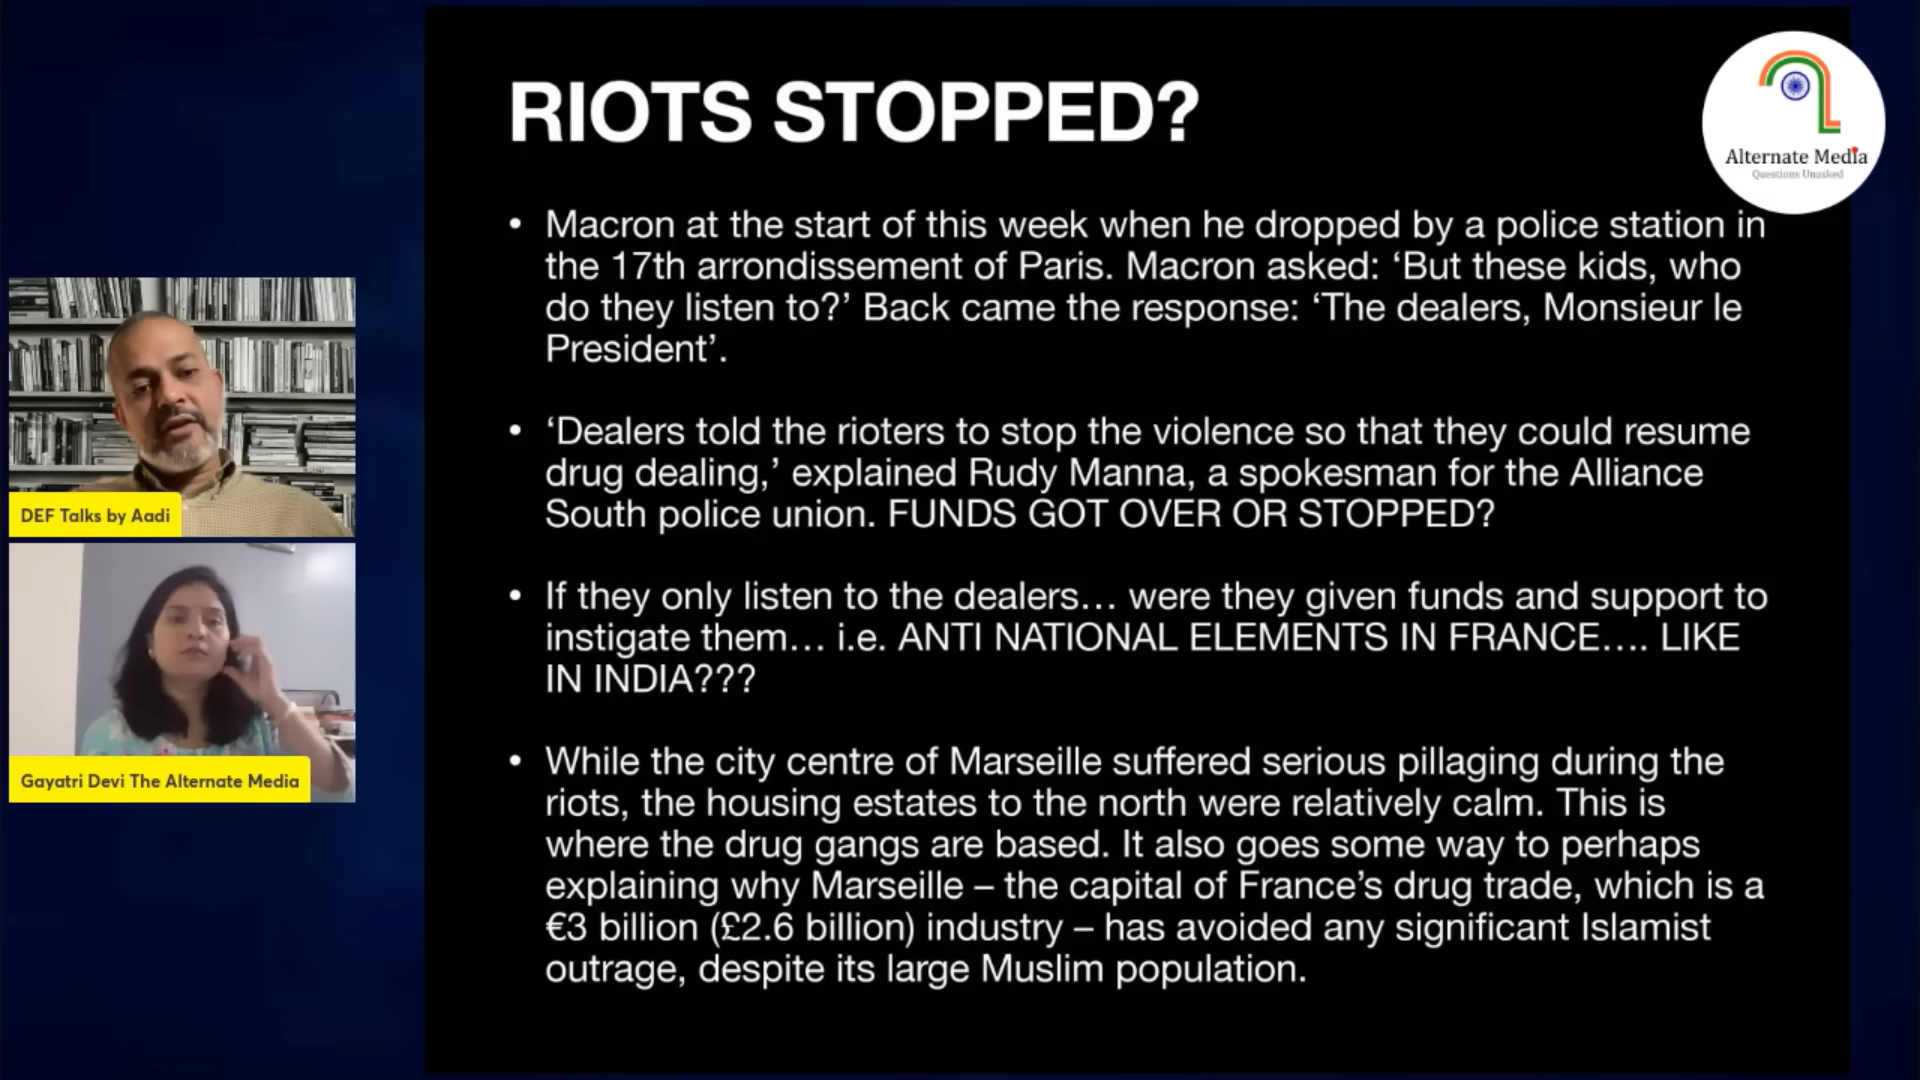 RIOTS STOPPED?
Alternate Media
Questions Unasked
• Macron at the start of this week when he dropped by a police station in
the 17th arrondissement of Paris. Macron asked: ‘But these kids, who
do they listen to?’ Back came the response: ‘The dealers, Monsieur le
President’.
• ‘Dealers told the rioters to stop the violence so that they could resume
drug dealing,’ explained Rudy Manna, a spokesman for the Alliance
South police union. FUNDS GOT OVER OR STOPPED?
• If they only listen to the dealers… were they given funds and support to
instigate them… i.e. ANTI NATIONAL ELEMENTS IN FRANCE…. LIKE
IN INDIA???
• While the city centre of Marseille suffered serious pillaging during the
riots, the housing estates to the north were relatively calm. This is
where the drug gangs are based. It also goes some way to perhaps
explaining why Marseille – the capital of France’s drug trade, which is a
€3 billion (£2.6 billion) industry – has avoided any significant Islamist
outrage, despite its large Muslim population.
DEF Talks by Aadi
Gayatri Devi The Alternate Media